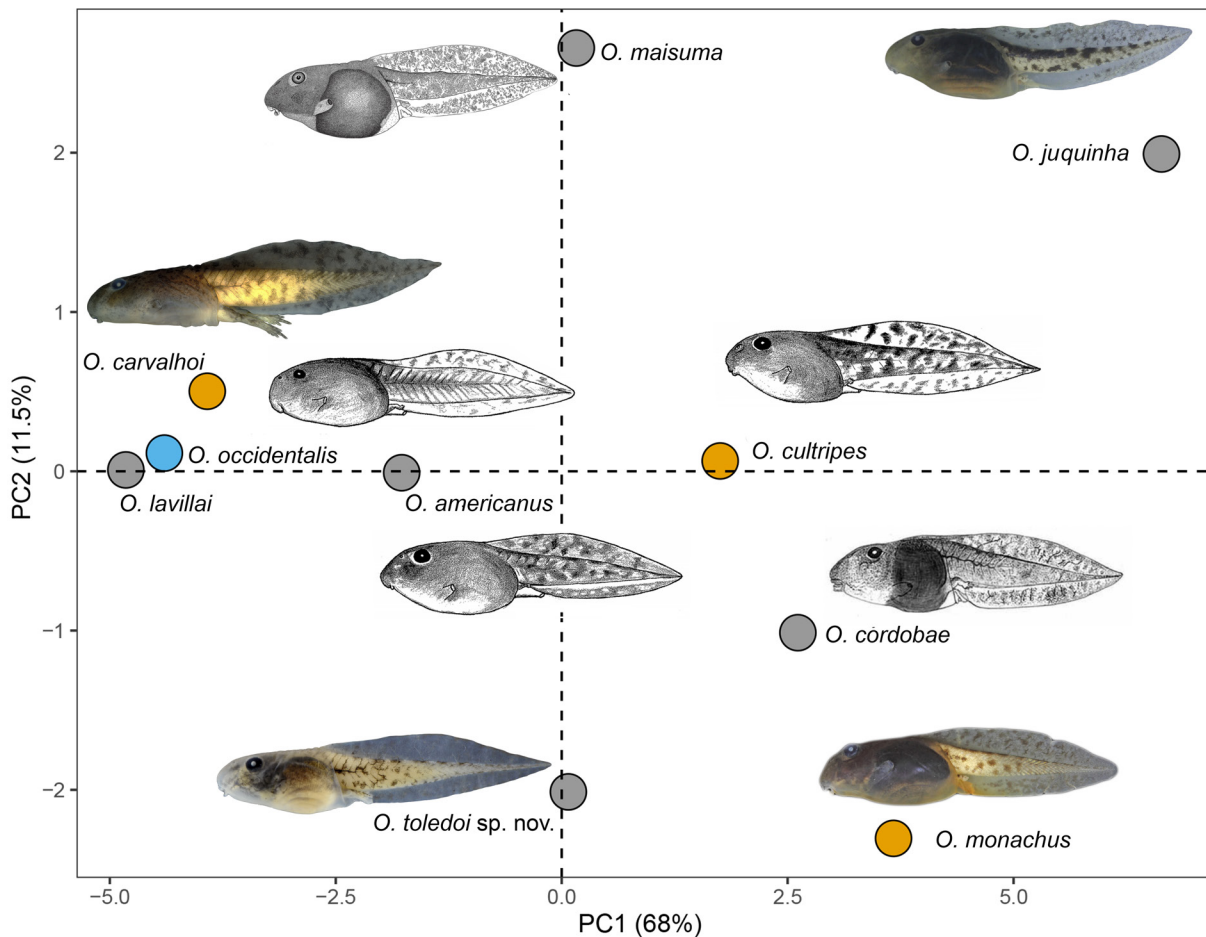 O. maisuma
O. juquinha
2
O. carvalhoi
1
O. occidentalis
O. cultripes
0
O. lavillai
O. americanus
O. cordobae
−1
O. toledoi sp. nov.
O. monachus
−2
−5.0
−2.5
0.0
2.5
5.0
PC1 (68%)
PC2 (11.5%)